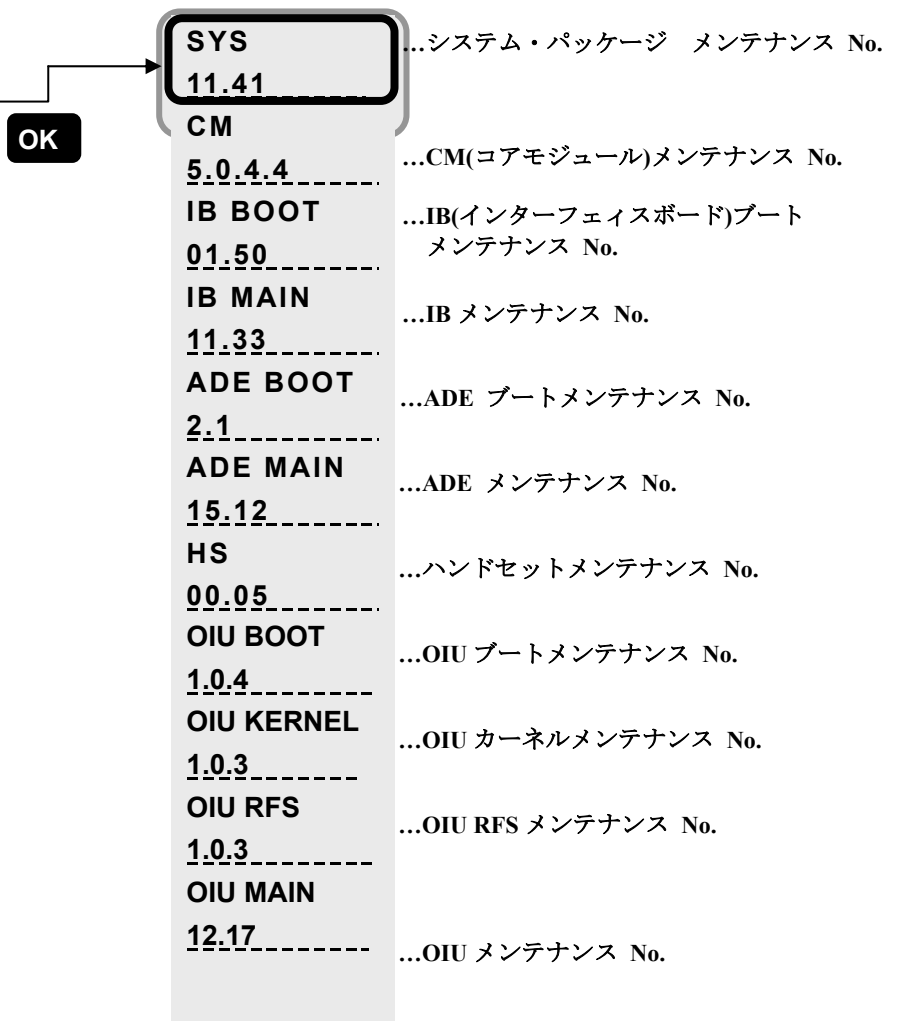 SYS
…システム・パッケージ　メンテナンス No.
11.41
OK
CM
5.0.4.4
…CM(コアモジュール)メンテナンス No.
IB BOOT
…IB(インターフェィスボード)ブート
メンテナンス No.
01.50
IB MAIN
…IB メンテナンス No.
11.33
ADE BOOT
…ADE ブートメンテナンス No.
2.1
ADE MAIN
…ADE メンテナンス No.
15.12
HS
…ハンドセットメンテナンス No.
00.05
OIU BOOT
…OIU ブートメンテナンス No.
1.0.4
OIU KERNEL
…OIU カーネルメンテナンス No.
1.0.3
OIU RFS
…OIU RFS メンテナンス No.
1.0.3
OIU MAIN
12.17
…OIU メンテナンス No.